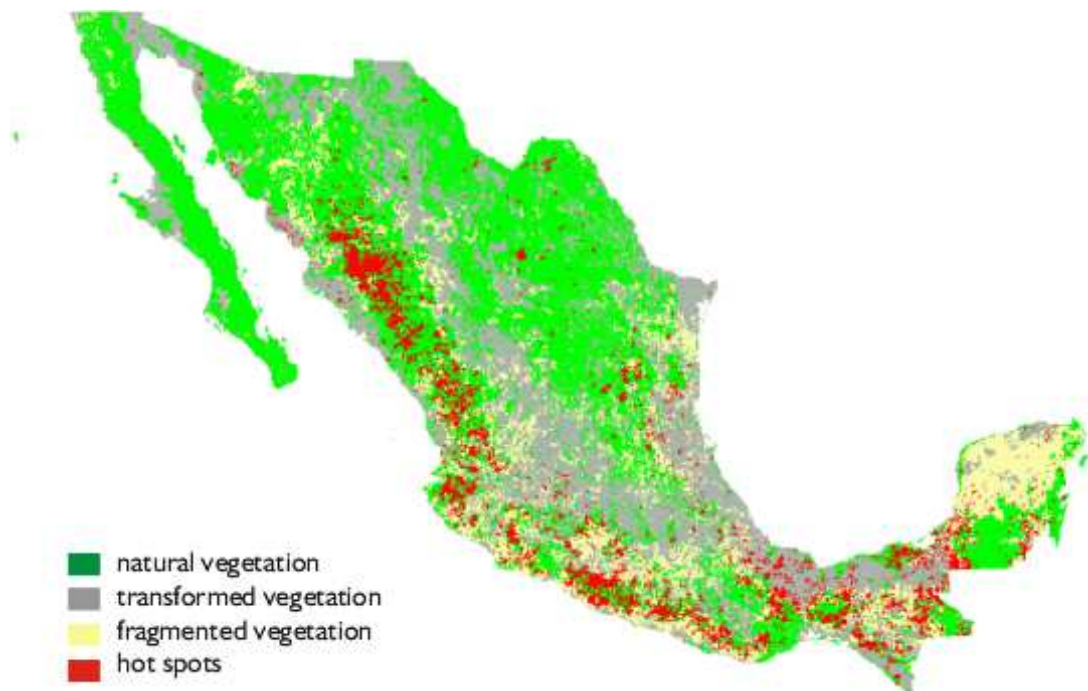 natural vegetation
transformed vegetation
fragmented vegetation
hot spots